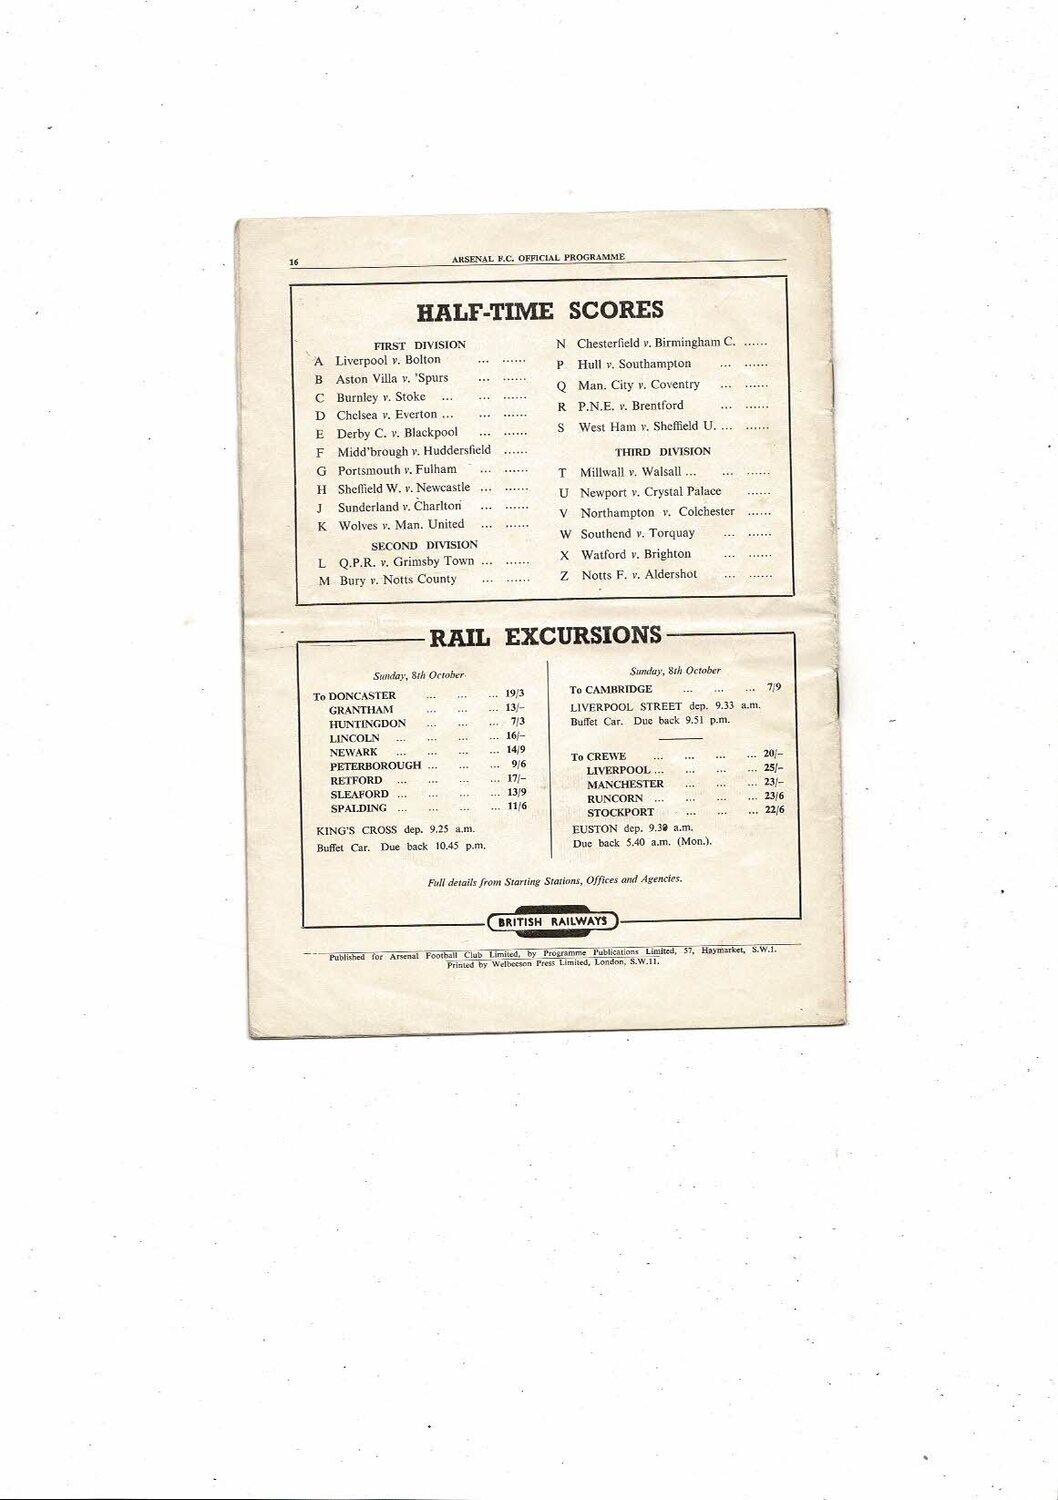 16
ARSENAL F.C. OFFICIAL PROGRAMME
HALF-TIME SCORES
FIRST DIVISION
A Liverpool v. Bolton ... ......
B Aston Villa v. 'Spurs ... ......
C Burnley v. Stoke ... ... ......
D Chelsea v. Everton ... ... ......
E Derby C. v. Blackpool ... ......
F Midd'brough v. Huddersfield ......
G Portsmouth v. Fulham ... ......
H Sheffield W. v. Newcastle ... ......
J Sunderland v. Charlton ... ......
K Wolves v. Man. United ... ......
SECOND DIVISION
L Q.P.R. v. Grimsby Town ... ......
M Bury v. Notts County ... ......
N Chesterfield v. Birmingham C. ......
P Hull v. Southampton ... ......
Q Man. City v. Coventry ... ......
R P.N.E. v. Brentford ... ......
S West Ham v. Sheffield U. ... ......
THIRD DIVISION
T Millwall v. Walsall ... ... ......
U Newport v. Crystal Palace ......
V Northampton v. Colchester ......
W Southend v. Torquay ... ......
X Watford v. Brighton ... ......
Z Notts F. v. Aldershot ... ......
RAIL EXCURSIONS
Sunday, 8th October
To DONCASTER ... ... ... 19/3
GRANTHAM ... ... ... 13/-
HUNTINGDON ... ... ... 7/3
LINCOLN ... ... ... ... 16/-
NEWARK ... ... ... ... 14/9
PETERBOROUGH ... ... ... 9/6
RETFORD ... ... ... ... 17/-
SLEAFORD ... ... ... ... 13/9
SPALDING ... ... ... ... 11/6
KING'S CROSS dep. 9.25 a.m.
Buffet Car. Due back 10.45 p.m.
Sunday, 8th October
To CAMBRIDGE ... ... ... 7/9
LIVERPOOL STREET dep. 9.33 a.m.
Buffet Car. Due back 9.51 p.m.
To CREWE ... ... ... ... 20/-
LIVERPOOL ... ... ... ... 25/-
MANCHESTER ... ... ... 23/-
RUNCORN ... ... ... ... 23/6
STOCKPORT ... ... ... 22/6
EUSTON dep. 9.30 a.m.
Due back 5.40 a.m. (Mon.).
Full details from Starting Stations, Offices and Agencies.
BRITISH RAILWAYS
Published for Arsenal Football Club Limited, by Programme Publications Limited, 57, Haymarket, S.W.1.
Printed by Welbecson Press Limited, London, S.W.11.